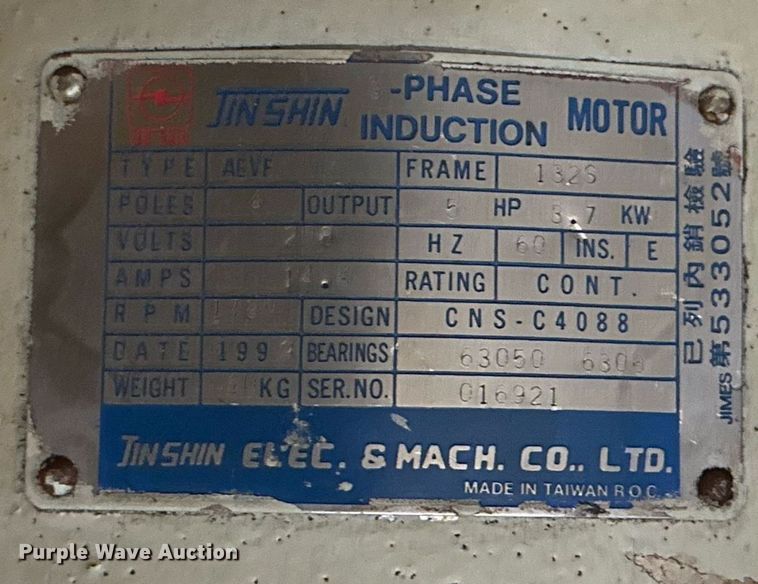 JINSHIN -PHASE INDUCTION MOTOR
TYPE AEVF FRAME 132S
POLES OUTPUT 5 HP 3.7 KW
VOLTS HZ 60 INS. E
AMPS RATING CONT.
RPM DESIGN CNS-C4088
DATE 199 BEARINGS 6305
WEIGHT KG SER.NO. 016921
JINSHIN ELEC. & MACH. CO., LTD.
MADE IN TAIWAN R.O.C.
已列內銷檢驗
JIMES 第533052號
Purple Wave Auction